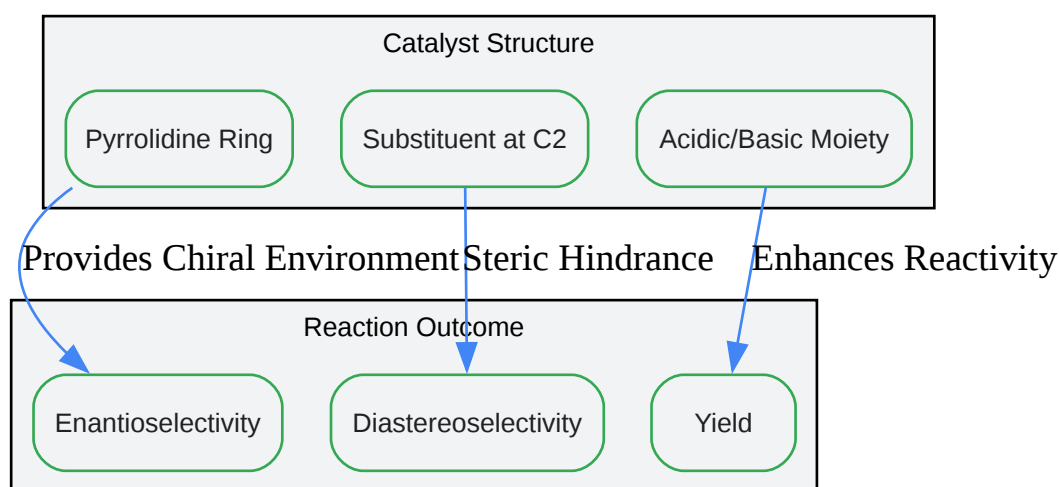 Catalyst Structure
Pyrrolidine Ring
Substituent at C2
Acidic/Basic Moiety
Provides Chiral Environment
Steric Hindrance
Enhances Reactivity
Reaction Outcome
Enantioselectivity
Diastereoselectivity
Yield